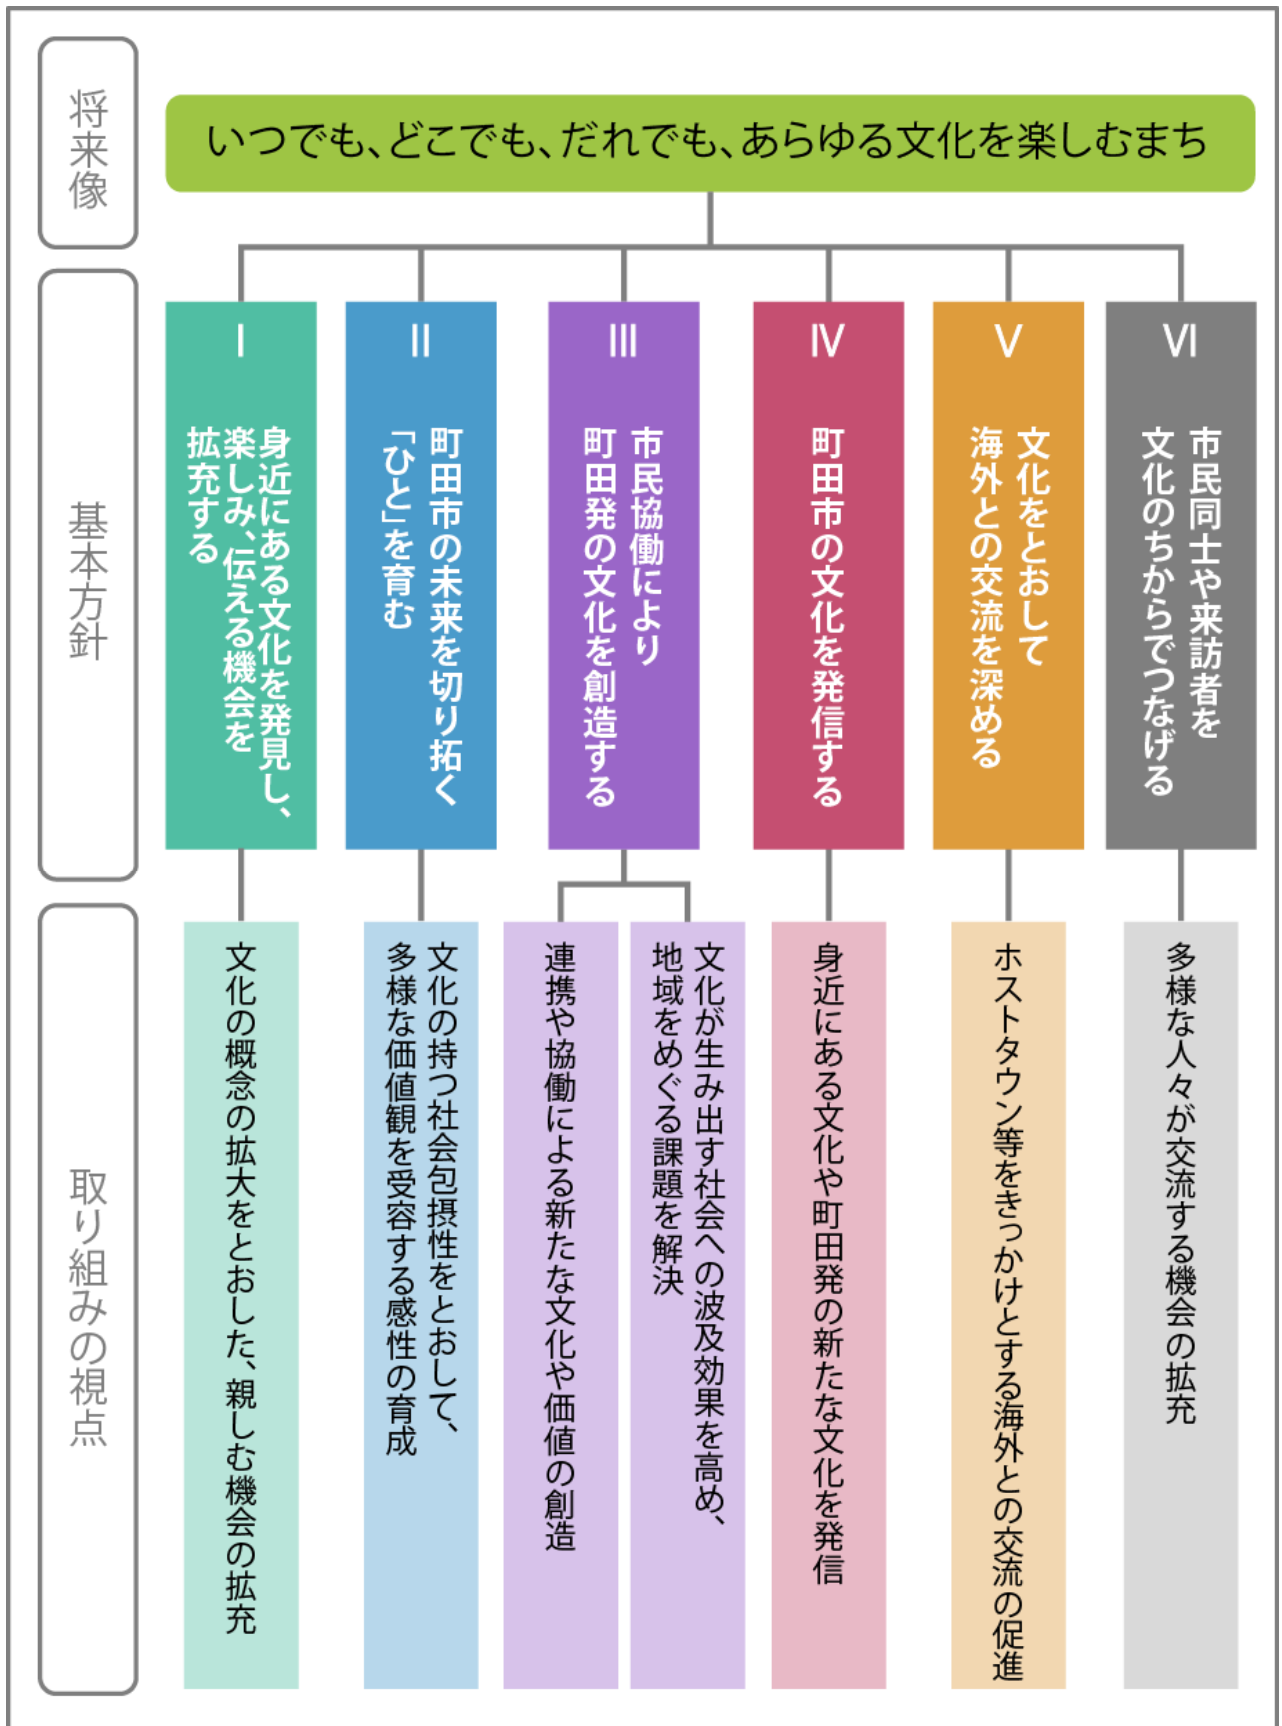 将来像
いつでも、どこでも、だれでも、あらゆる文化を楽しむまち
基本方針
Ⅰ
身近にある文化を発見し、
楽しみ、伝える機会を
拡充する
Ⅱ
町田市の未来を切り拓く
「ひと」を育む
Ⅲ
市民協働により
町田発の文化を創造する
Ⅳ
町田市の文化を発信する
Ⅴ
文化をとおして
海外との交流を深める
Ⅵ
市民同士や来訪者を
文化のちからでつなげる
取り組みの視点
文化の概念の拡大をとおした、親しむ機会の拡充
文化の持つ社会包摂性をとおして、
多様な価値観を受容する感性の育成
連携や協働による新たな文化や価値の創造
文化が生み出す社会への波及効果を高め、
地域をめぐる課題を解決
身近にある文化や町田発の新たな文化を発信
ホストタウン等をきっかけとする海外との交流の促進
多様な人々が交流する機会の拡充